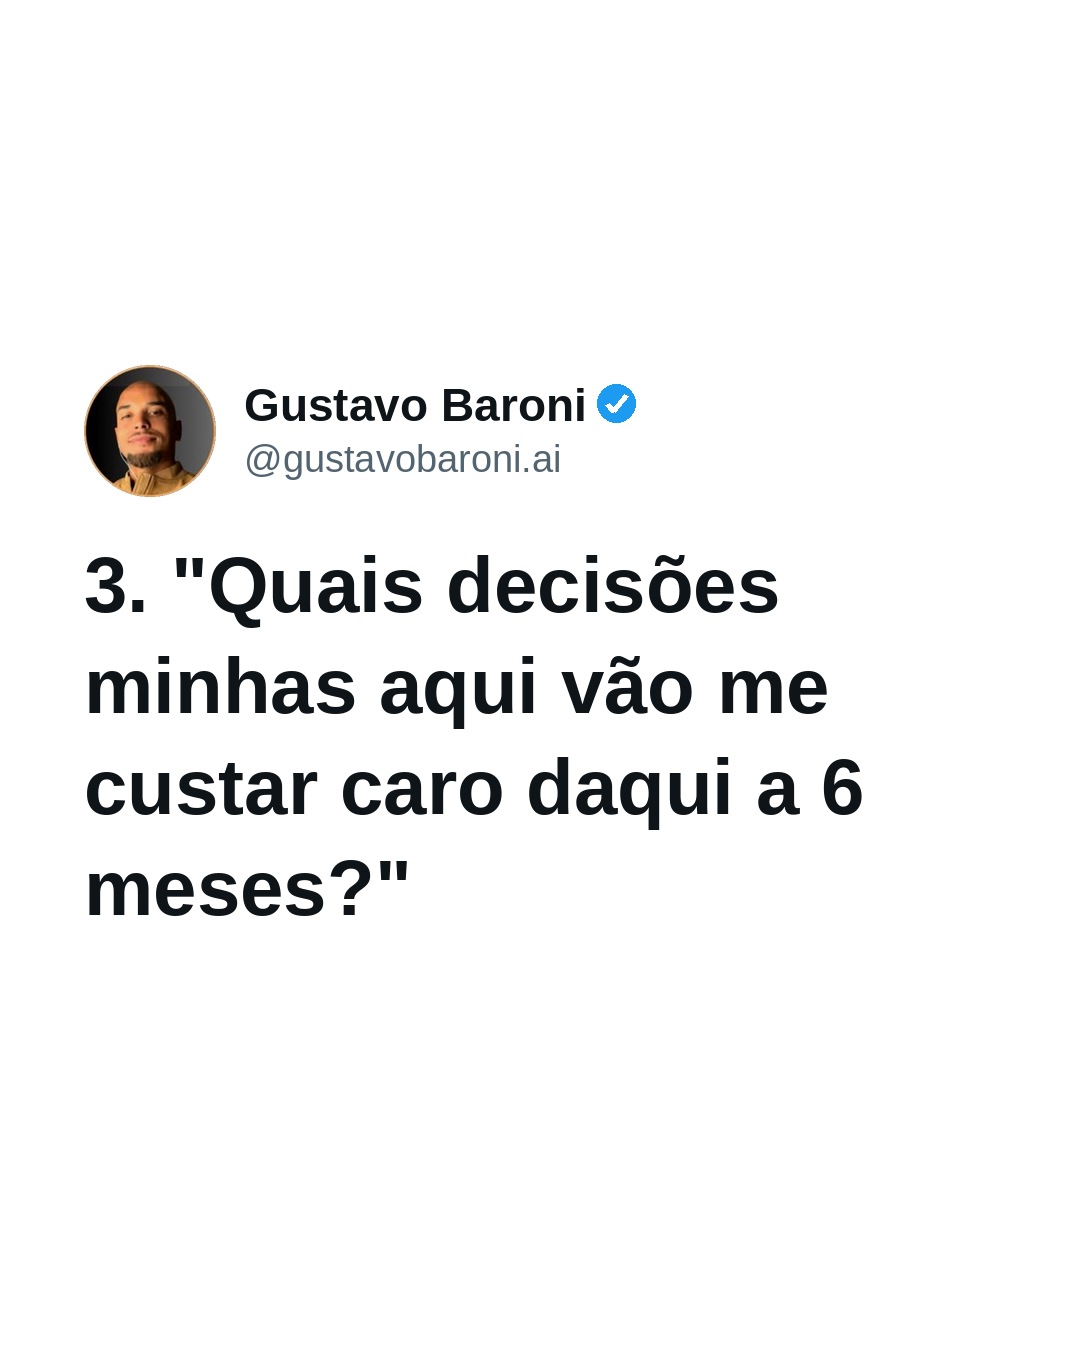 Gustavo Baroni
@gustavobaroni.ai
3. "Quais decisões
minhas aqui vão me
custar caro daqui a 6
meses?"